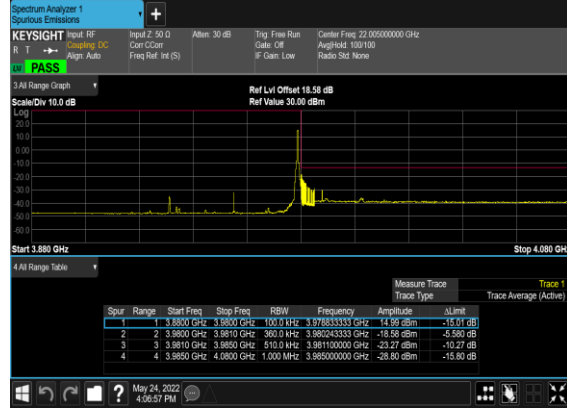 Spectrum Analyzer 1
Spurious Emissions
KEYSIGHT Input: RF Input Z: 50 Ω Atten: 30 dB Trig: Free Run Center Freq: 22.005000000 GHz
R T Coupling: DC Corr CCorr Gate: Off Avg|Hold: 100/100
Align: Auto Freq Ref: Int (S) IF Gain: Low Radio Std: None
PASS
3 All Range Graph Ref Lvl Offset 18.58 dB
Scale/Div 10.0 dB Ref Value 30.00 dBm
Log
20.0
10.0
0.00
-10.0
-20.0
-30.0
-40.0
-50.0
-60.0
Start 3.880 GHz Stop 4.080 GHz
4 All Range Table
Measure Trace Trace 1
Trace Type Trace Average (Active)
Spur Range Start Freq Stop Freq RBW Frequency Amplitude ΔLimit
1 1 3.8800 GHz 3.9800 GHz 100.0 kHz 3.978833333 GHz 14.99 dBm -15.01 dB
2 2 3.9800 GHz 3.9810 GHz 360.0 kHz 3.980243333 GHz -18.58 dBm -5.580 dB
3 3 3.9810 GHz 3.9850 GHz 510.0 kHz 3.981100000 GHz -23.27 dBm -10.27 dB
4 4 3.9850 GHz 4.0800 GHz 1.000 MHz 3.985000000 GHz -28.80 dBm -15.80 dB
May 24, 2022
4:06:57 PM